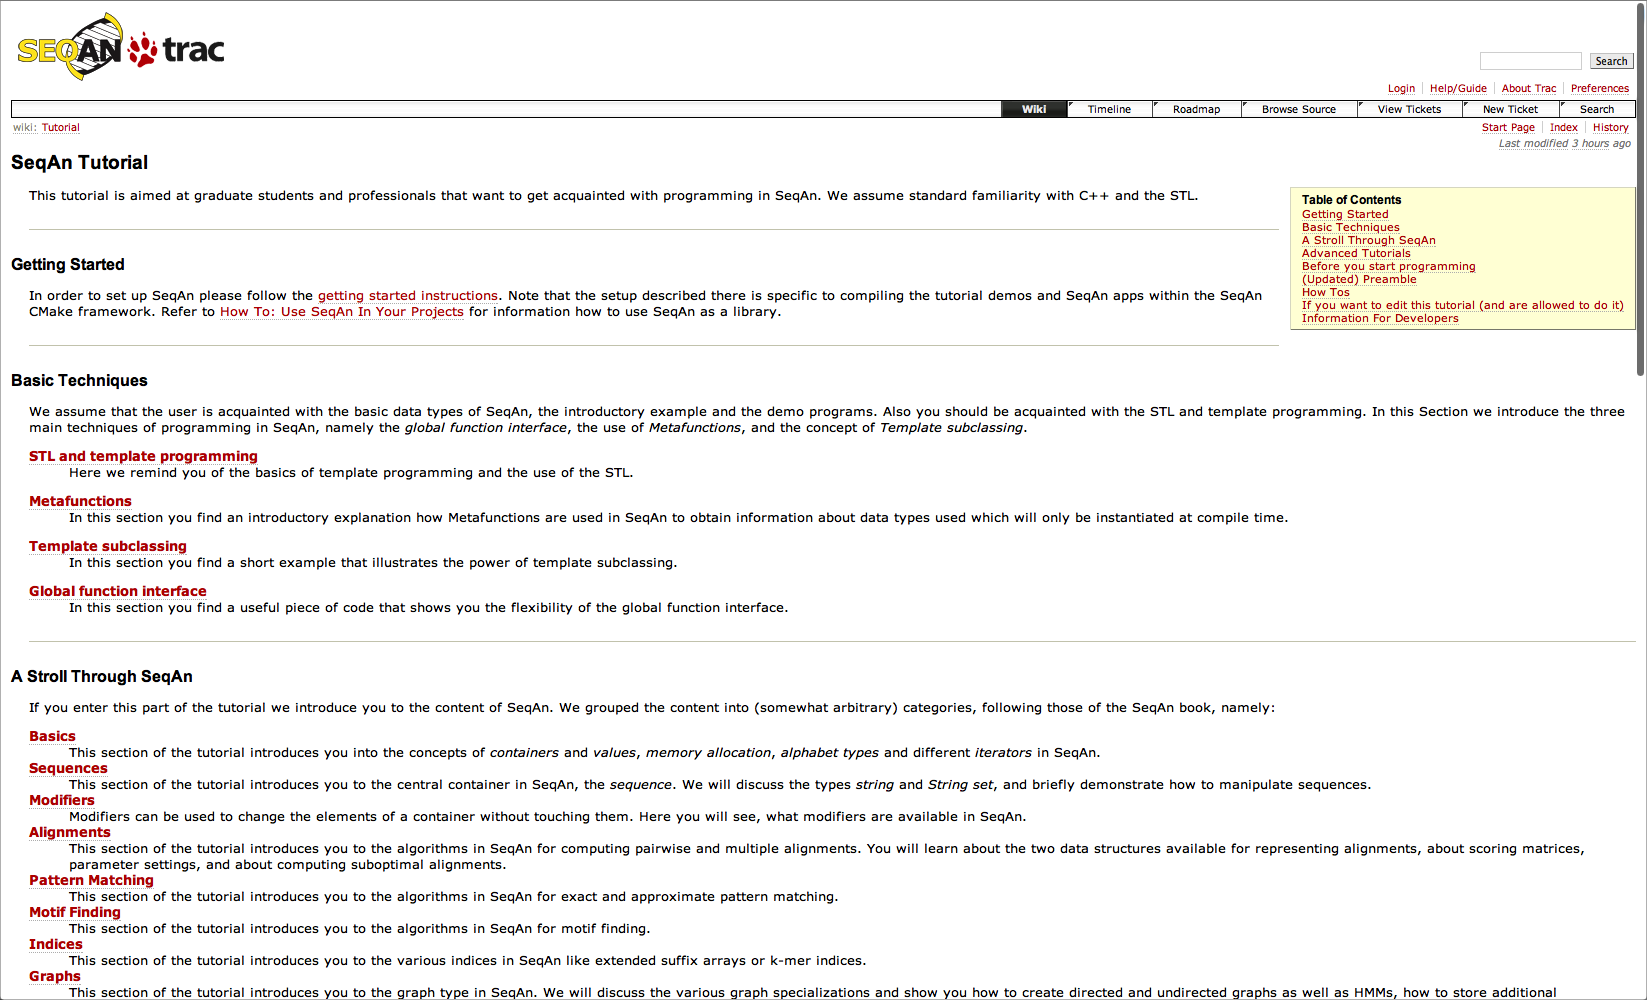 SEQAN trac
Search
Login Help/Guide About Trac Preferences
Wiki Timeline Roadmap Browse Source View Tickets New Ticket Search
wiki: Tutorial
Start Page Index History
Last modified 3 hours ago
SeqAn Tutorial
This tutorial is aimed at graduate students and professionals that want to get acquainted with programming in SeqAn. We assume standard familiarity with C++ and the STL.
Table of Contents
Getting Started
Basic Techniques
A Stroll Through SeqAn
Advanced Tutorials
Before you start programming
(Updated) Preamble
How Tos
If you want to edit this tutorial (and are allowed to do it)
Information For Developers
Getting Started
In order to set up SeqAn please follow the getting started instructions. Note that the setup described there is specific to compiling the tutorial demos and SeqAn apps within the SeqAn
CMake framework. Refer to How To: Use SeqAn In Your Projects for information how to use SeqAn as a library.
Basic Techniques
We assume that the user is acquainted with the basic data types of SeqAn, the introductory example and the demo programs. Also you should be acquainted with the STL and template programming. In this Section we introduce the three
main techniques of programming in SeqAn, namely the global function interface, the use of Metafunctions, and the concept of Template subclassing.
STL and template programming
Here we remind you of the basics of template programming and the use of the STL.
Metafunctions
In this section you find an introductory explanation how Metafunctions are used in SeqAn to obtain information about data types used which will only be instantiated at compile time.
Template subclassing
In this section you find a short example that illustrates the power of template subclassing.
Global function interface
In this section you find a useful piece of code that shows you the flexibility of the global function interface.
A Stroll Through SeqAn
If you enter this part of the tutorial we introduce you to the content of SeqAn. We grouped the content into (somewhat arbitrary) categories, following those of the SeqAn book, namely:
Basics
This section of the tutorial introduces you into the concepts of containers and values, memory allocation, alphabet types and different iterators in SeqAn.
Sequences
This section of the tutorial introduces you to the central container in SeqAn, the sequence. We will discuss the types string and String set, and briefly demonstrate how to manipulate sequences.
Modifiers
Modifiers can be used to change the elements of a container without touching them. Here you will see, what modifiers are available in SeqAn.
Alignments
This section of the tutorial introduces you to the algorithms in SeqAn for computing pairwise and multiple alignments. You will learn about the two data structures available for representing alignments, about scoring matrices,
parameter settings, and about computing suboptimal alignments.
Pattern Matching
This section of the tutorial introduces you to the algorithms in SeqAn for exact and approximate pattern matching.
Motif Finding
This section of the tutorial introduces you to the algorithms in SeqAn for motif finding.
Indices
This section of the tutorial introduces you to the various indices in SeqAn like extended suffix arrays or k-mer indices.
Graphs
This section of the tutorial introduces you to the graph type in SeqAn. We will discuss the various graph specializations and show you how to create directed and undirected graphs as well as HMMs, how to store additional